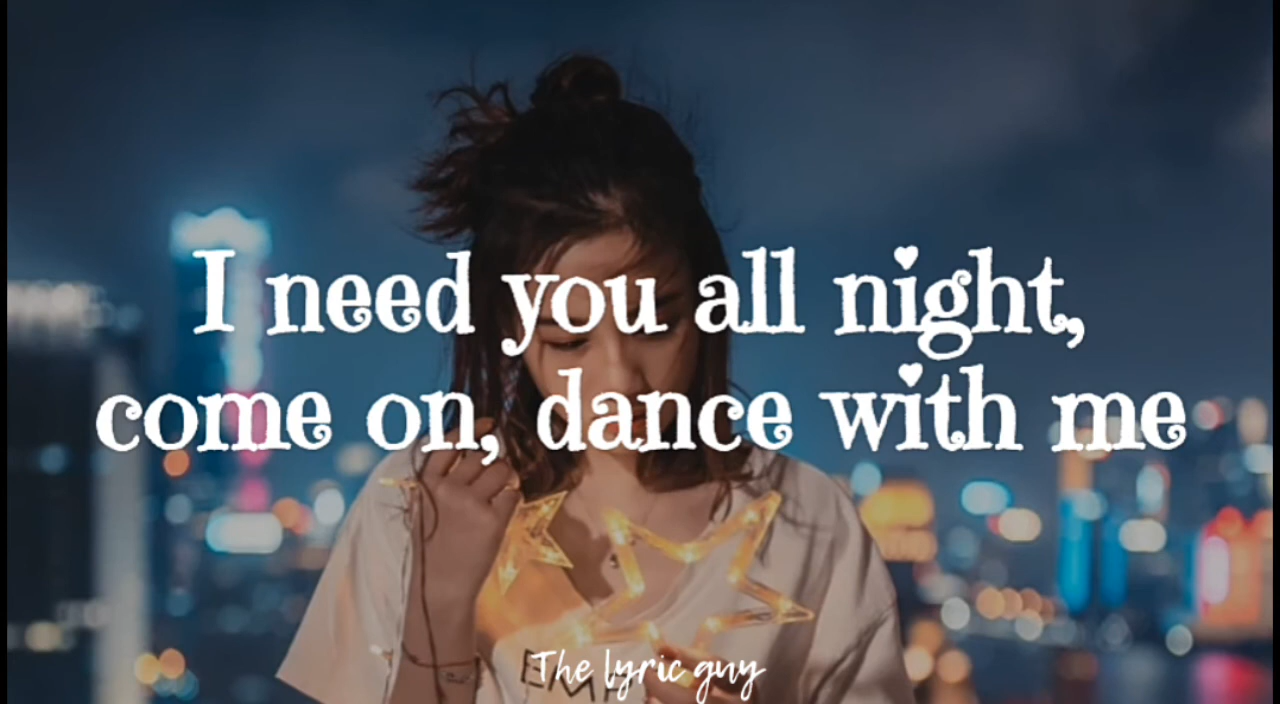 I need you all night,
come on, dance with me
The lyric guy